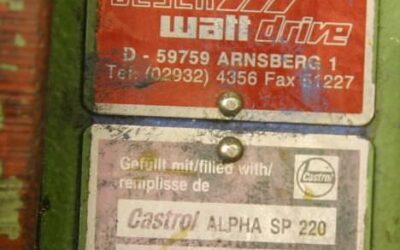 watt drive
D - 59759 ARNSBERG 1
Tel: (02932) 4356 Fax 51227
Gefüllt mit/filled with/
remplisse de
Castrol
Castrol ALPHA SP 220